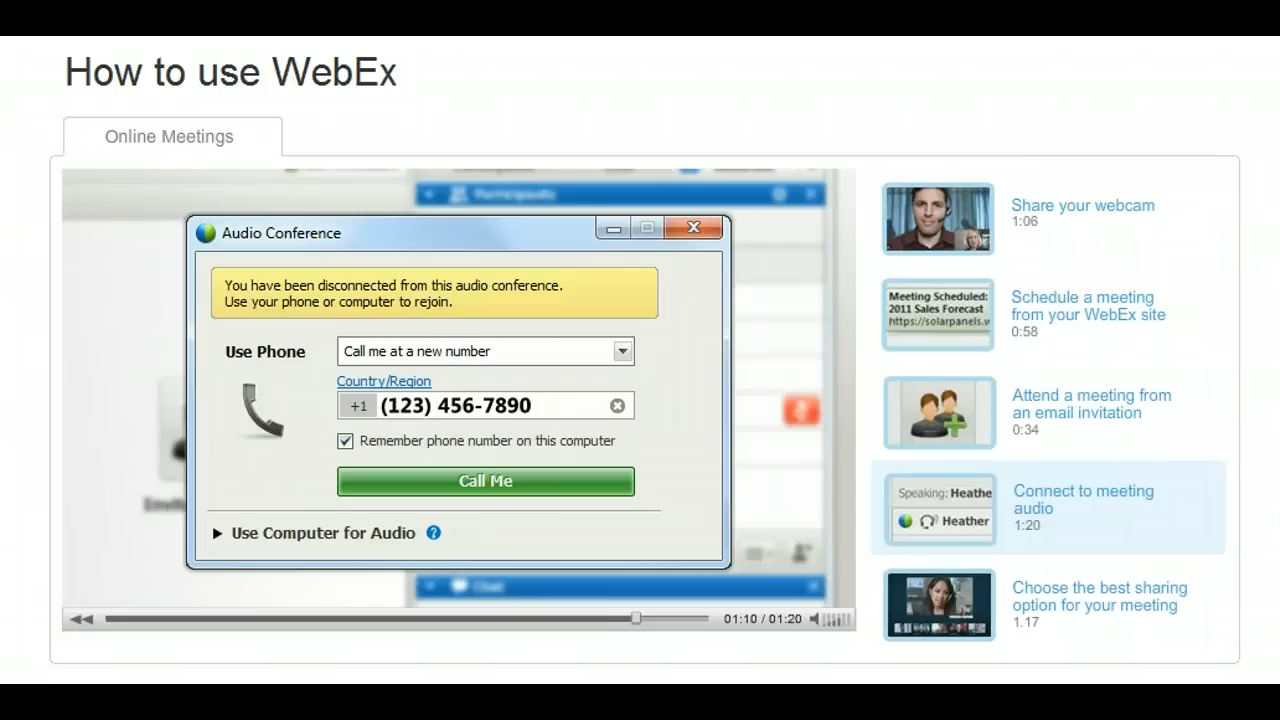 How to use WebEx
Online Meetings
Participants
Audio Conference
You have been disconnected from this audio conference.
Use your phone or computer to rejoin.
Use Phone
Call me at a new number
Country/Region
+1 (123) 456-7890
Remember phone number on this computer
Call Me
Use Computer for Audio
?
Chat
01:10 / 01:20
Share your webcam
1:06
Meeting Scheduled:
2011 Sales Forecast
https://solarpanels.w
Schedule a meeting
from your WebEx site
0:58
Attend a meeting from
an email invitation
0:34
Speaking: Heathe
Heather
Connect to meeting
audio
1:20
Choose the best sharing
option for your meeting
1.17